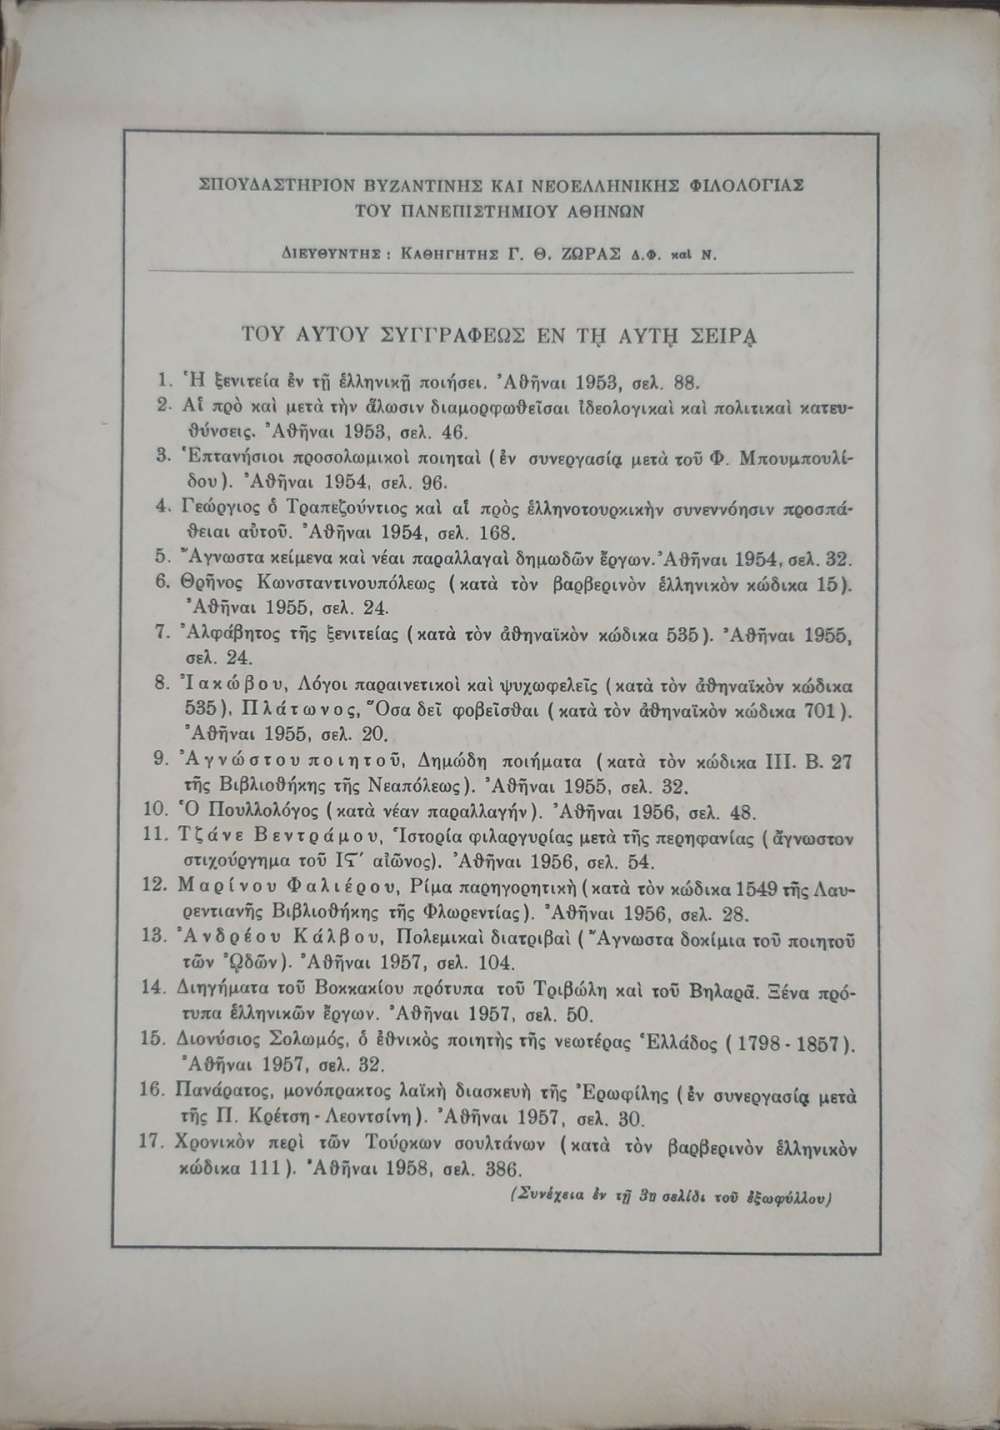 ΣΠΟΥΔΑΣΤΗΡΙΟΝ ΒΥΖΑΝΤΙΝΗΣ ΚΑΙ ΝΕΟΕΛΛΗΝΙΚΗΣ ΦΙΛΟΛΟΓΙΑΣ
ΤΟΥ ΠΑΝΕΠΙΣΤΗΜΙΟΥ ΑΘΗΝΩΝ
ΔΙΕΥΘΥΝΤΗΣ : ΚΑΘΗΓΗΤΗΣ Γ. Θ. ΖΩΡΑΣ Δ.Φ. καὶ Ν.
ΤΟΥ ΑΥΤΟΥ ΣΥΓΓΡΑΦΕΩΣ ΕΝ ΤΗͺ ΑΥΤΗͺ ΣΕΙΡΑͺ
1. Ἡ ξενιτεία ἐν τῇ ἑλληνικῇ ποιήσει. Ἀθῆναι 1953, σελ. 88.
2. Αἱ πρὸ καὶ μετὰ τὴν ἅλωσιν διαμορφωθεῖσαι ἰδεολογικαὶ καὶ πολιτικαὶ κατευ-
θύνσεις. Ἀθῆναι 1953, σελ. 46.
3. Ἑπτανήσιοι προσολωμικοὶ ποιηταὶ (ἐν συνεργασίᾳ μετὰ τοῦ Φ. Μπουμπουλί-
δου). Ἀθῆναι 1954, σελ. 96.
4. Γεώργιος ὁ Τραπεζούντιος καὶ αἱ πρὸς ἑλληνοτουρκικὴν συνεννόησιν προσπά-
θειαι αὐτοῦ. Ἀθῆναι 1954, σελ. 168.
5. Ἄγνωστα κείμενα καὶ νέαι παραλλαγαὶ δημωδῶν ἔργων. Ἀθῆναι 1954, σελ. 32.
6. Θρῆνος Κωνσταντινουπόλεως (κατὰ τὸν βαρβερινὸν ἑλληνικὸν κώδικα 15).
Ἀθῆναι 1955, σελ. 24.
7. Ἀλφάβητος τῆς ξενιτείας (κατὰ τὸν ἀθηναϊκὸν κώδικα 535). Ἀθῆναι 1955,
σελ. 24.
8. Ἰακώβου, Λόγοι παραινετικοὶ καὶ ψυχωφελεῖς (κατὰ τὸν ἀθηναϊκὸν κώδικα
535), Πλάτωνος, Ὅσα δεῖ φοβεῖσθαι (κατὰ τὸν ἀθηναϊκὸν κώδικα 701).
Ἀθῆναι 1955, σελ. 20.
9. Ἀγνώστου ποιητοῦ, Δημώδη ποιήματα (κατὰ τὸν κώδικα III. B. 27
τῆς Βιβλιοθήκης τῆς Νεαπόλεως). Ἀθῆναι 1955, σελ. 32.
10. Ὁ Πουλλολόγος (κατὰ νέαν παραλλαγήν). Ἀθῆναι 1956, σελ. 48.
11. Τζάνε Βεντράμου, Ἱστορία φιλαργυρίας μετὰ τῆς περηφανίας (ἄγνωστον
στιχούργημα τοῦ ΙϚ΄ αἰῶνος). Ἀθῆναι 1956, σελ. 54.
12. Μαρίνου Φαλιέρου, Ρίμα παρηγορητικὴ (κατὰ τὸν κώδικα 1549 τῆς Λαυ-
ρεντιανῆς Βιβλιοθήκης τῆς Φλωρεντίας). Ἀθῆναι 1956, σελ. 28.
13. Ἀνδρέου Κάλβου, Πολεμικαὶ διατριβαὶ (Ἄγνωστα δοκίμια τοῦ ποιητοῦ
τῶν ᾨδῶν). Ἀθῆναι 1957, σελ. 104.
14. Διηγήματα τοῦ Βοκκακίου πρότυπα τοῦ Τριβώλη καὶ τοῦ Βηλαρᾶ. Ξένα πρό-
τυπα ἑλληνικῶν ἔργων. Ἀθῆναι 1957, σελ. 50.
15. Διονύσιος Σολωμός, ὁ ἐθνικὸς ποιητὴς τῆς νεωτέρας Ἑλλάδος (1798 - 1857).
Ἀθῆναι 1957, σελ. 32.
16. Πανάρατος, μονόπρακτος λαϊκὴ διασκευὴ τῆς Ἐρωφίλης (ἐν συνεργασίᾳ μετὰ
τῆς Π. Κρέτση - Λεοντσίνη). Ἀθῆναι 1957, σελ. 30.
17. Χρονικὸν περὶ τῶν Τούρκων σουλτάνων (κατὰ τὸν βαρβερινὸν ἑλληνικὸν
κώδικα 111). Ἀθῆναι 1958, σελ. 386.
(Συνέχεια ἐν τῇ 3ῃ σελίδι τοῦ ἐξωφύλλου)